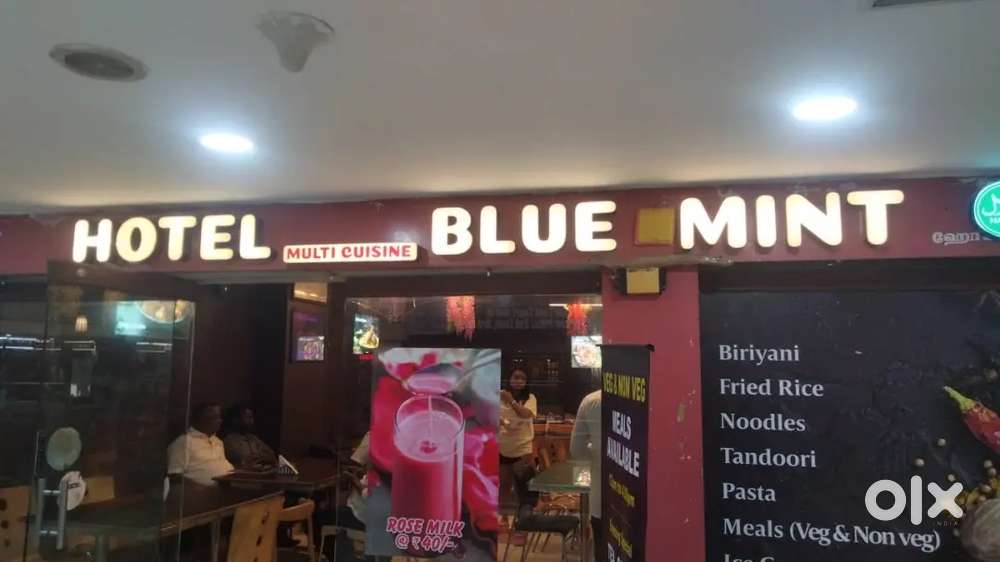 HOTEL
MULTI CUISINE
BLUE MINT
ஹோ
Biriyani
Fried Rice
Noodles
Tandoori
Pasta
Meals (Veg & Non veg)
VEG & NON VEG
MEALS
AVAILABLE
ROSE MILK
@ ₹ 40/-
olx
INDIA